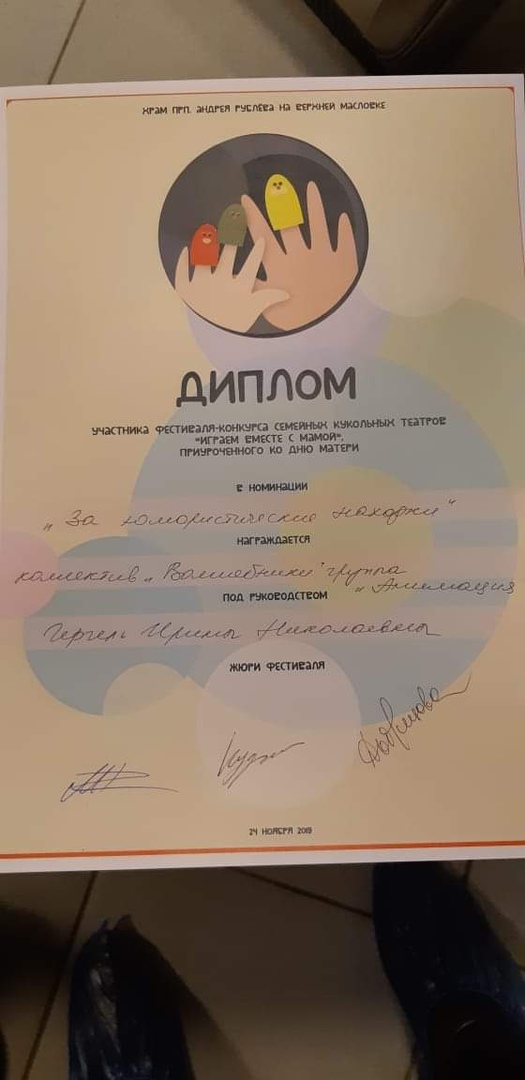 ХРАМ ПРП. АНДРЕЯ РУБЛЁВА НА ВЕРХНЕЙ МАСЛОВКЕ
ДИПЛОМ
УЧАСТНИКА ФЕСТИВАЛЯ-КОНКУРСА СЕМЕЙНЫХ КУКОЛЬНЫХ ТЕАТРОВ
"ИГРАЕМ ВМЕСТЕ С МАМОЙ",
ПРИУРОЧЕННОГО КО ДНЮ МАТЕРИ
В НОМИНАЦИИ
„За юмористические находки"
НАГРАЖДАЕТСЯ
коллектив „Волшебники" группа
„Анимация
ПОД РУКОВОДСТВОМ
Гергель Ирины Николаевны
ЖЮРИ ФЕСТИВАЛЯ
24 НОЯБРЯ 2019